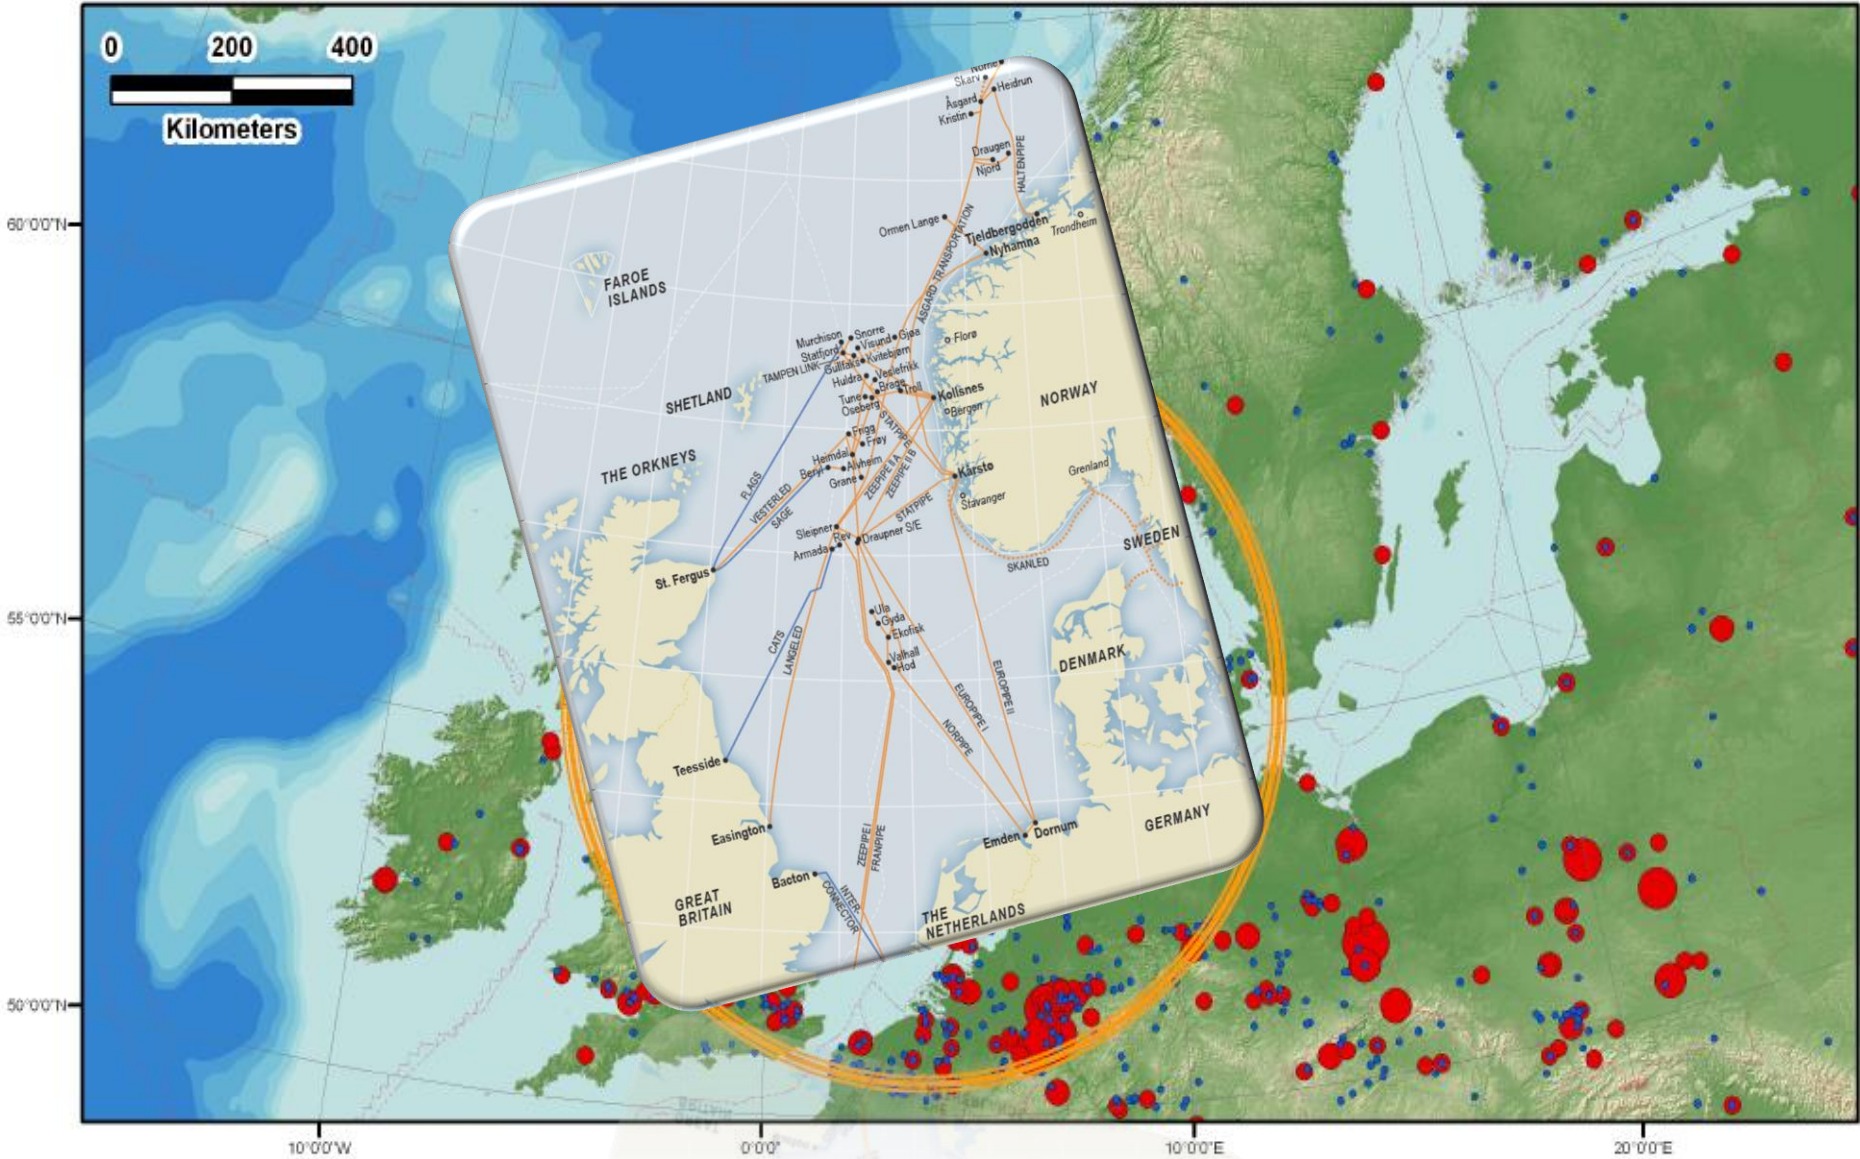 0 200 400
Kilometers
60°0'0"N
55°0'0"N
50°0'0"N
10°0'0"W
0°0'0"
10°0'0"E
20°0'0"E
Norne
Skarv
Heidrun
Åsgard
Kristin
Draugen
Njord
HALTENPIPE
Ormen Lange
Tjeldbergodden
Trondheim
Nyhamna
ÅSGARD TRANSPORTATION
FAROE
ISLANDS
Murchison
Snorre
Gjøa
Florø
Statfjord
Visund
Kvitebjørn
Gullfaks
TAMPEN LINK
Huldra
Veslefrikk
Brage
Troll
Tune
Oseberg
Kollsnes
Bergen
NORWAY
SHETLAND
STATPIPE
Frigg
Frøy
Heimdal
Beryl
Alvheim
Grane
ZEEPIPE II A
ZEEPIPE II B
THE ORKNEYS
FLAGS
VESTERLED
SAGE
Kårstø
Grenland
Stavanger
STATPIPE
Sleipner
Rev
Draupner S/E
Armada
SWEDEN
SKANLED
St. Fergus
Ula
Gyda
Ekofisk
Valhall
Hod
CATS
LANGELED
DENMARK
EUROPIPE II
EUROPIPE I
NORPIPE
Teesside
Easington
ZEEPIPE I
FRANPIPE
Emden
Dornum
GERMANY
Bacton
INTER-
CONNECTOR
GREAT
BRITAIN
THE
NETHERLANDS